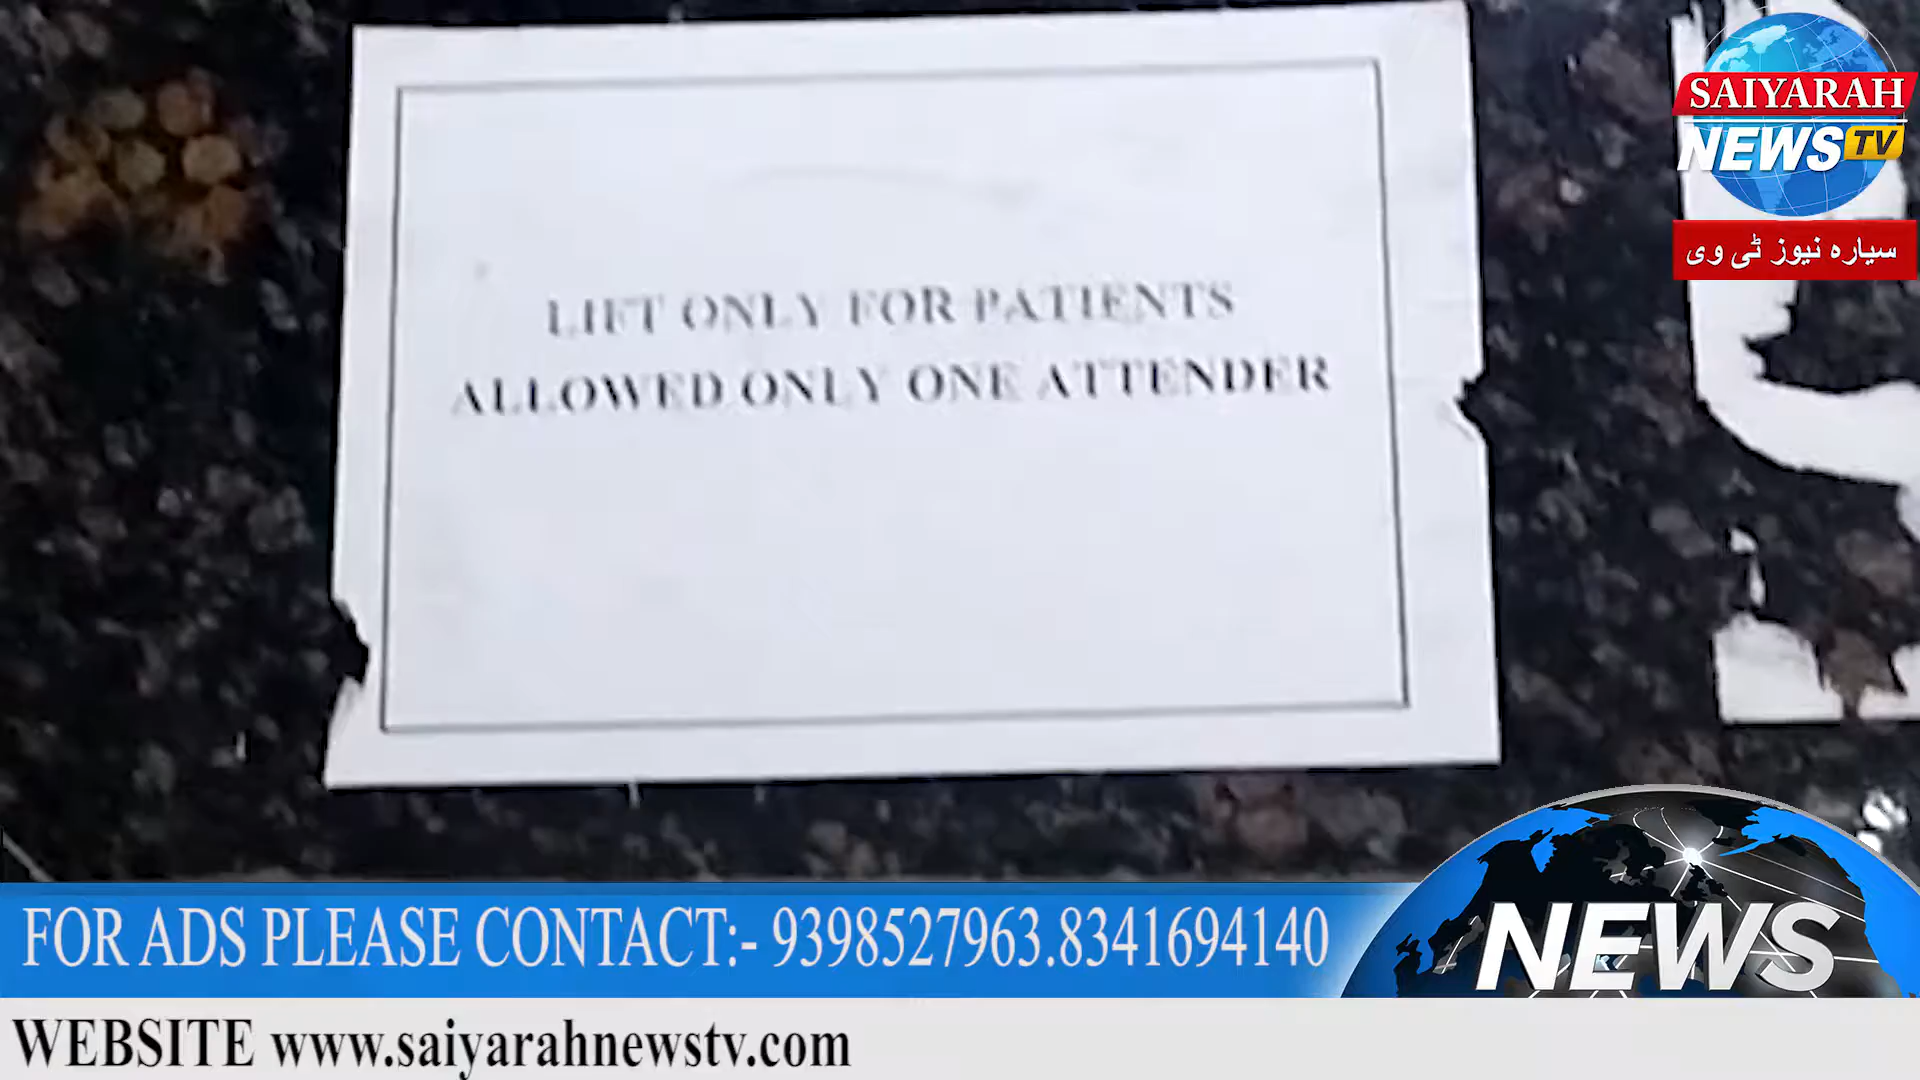 SAIYARAH
NEWS TV
سیارہ نیوز ٹی وی
LIFT ONLY FOR PATIENTS
ALLOWED ONLY ONE ATTENDER
FOR ADS PLEASE CONTACT:- 9398527963.8341694140
NEWS
WEBSITE www.saiyarahnewstv.com